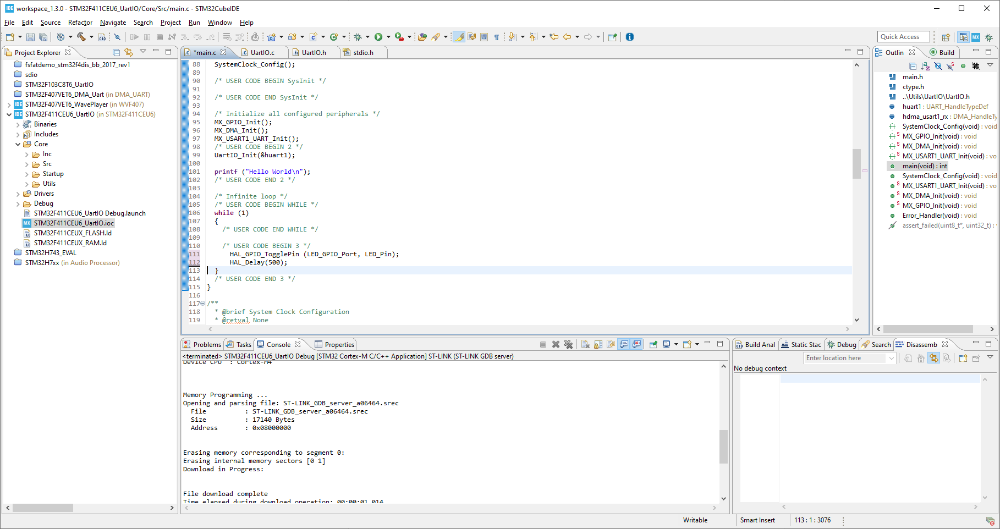 workspace_1.3.0 - STM32F411CEU6_UartIO/Core/Src/main.c - STM32CubeIDE
File Edit Source Refactor Navigate Search Project Run Window Help
Quick Access
Project Explorer
fsfatdemo_stm32f4dis_bb_2017_rev1
sdio
STM32F103C8T6_UartIO
STM32F407VET6_DMA_Uart (in DMA_UART)
STM32F407VET6_WavePlayer (in WVF407)
STM32F411CEU6_UartIO (in STM32F411CEU6)
Binaries
Includes
Core
Inc
Src
Startup
Utils
Drivers
Debug
STM32F411CEU6_UartIO Debug.launch
STM32F411CEU6_UartIO.ioc
STM32F411CEUX_FLASH.ld
STM32F411CEUX_RAM.ld
STM32H743_EVAL
STM32H7xx (in Audio Processor)
*main.c UartIO.c UartIO.h stdio.h
88 SystemClock_Config();
89
90 /* USER CODE BEGIN SysInit */
91
92 /* USER CODE END SysInit */
93
94 /* Initialize all configured peripherals */
95 MX_GPIO_Init();
96 MX_DMA_Init();
97 MX_USART1_UART_Init();
98 /* USER CODE BEGIN 2 */
99 UartIO_Init(&huart1);
100
101 printf ("Hello World\n");
102 /* USER CODE END 2 */
103
104 /* Infinite loop */
105 /* USER CODE BEGIN WHILE */
106 while (1)
107 {
108 /* USER CODE END WHILE */
109
110 /* USER CODE BEGIN 3 */
111 HAL_GPIO_TogglePin (LED_GPIO_Port, LED_Pin);
112 HAL_Delay(500);
113 }
114 /* USER CODE END 3 */
115 }
116
117 /**
118 * @brief System Clock Configuration
119 * @retval None
Outlin Build
main.h
ctype.h
..\Utils\UartIO\UartIO.h
huart1 : UART_HandleTypeDef
hdma_usart1_rx : DMA_HandleTy
SystemClock_Config(void) : void
MX_GPIO_Init(void) : void
MX_DMA_Init(void) : void
MX_USART1_UART_Init(void) : vo
main(void) : int
SystemClock_Config(void) : void
MX_USART1_UART_Init(void) : vo
MX_DMA_Init(void) : void
MX_GPIO_Init(void) : void
Error_Handler(void) : void
assert_failed(uint8_t*, uint32_t) : v
Problems Tasks Console Properties
<terminated> STM32F411CEU6_UartIO Debug [STM32 Cortex-M C/C++ Application] ST-LINK (ST-LINK GDB server)
Device CPU : Cortex-M4
Memory Programming ...
Opening and parsing file: ST-LINK_GDB_server_a06464.srec
File : ST-LINK_GDB_server_a06464.srec
Size : 17140 Bytes
Address : 0x08000000
Erasing memory corresponding to segment 0:
Erasing internal memory sectors [0 1]
Download in Progress:
File download complete
Time elapsed during download operation: 00:00:01.014
Build Anal Static Stac Debug Search Disassemb
Enter location here
No debug context
Writable Smart Insert 113 : 1 : 3076